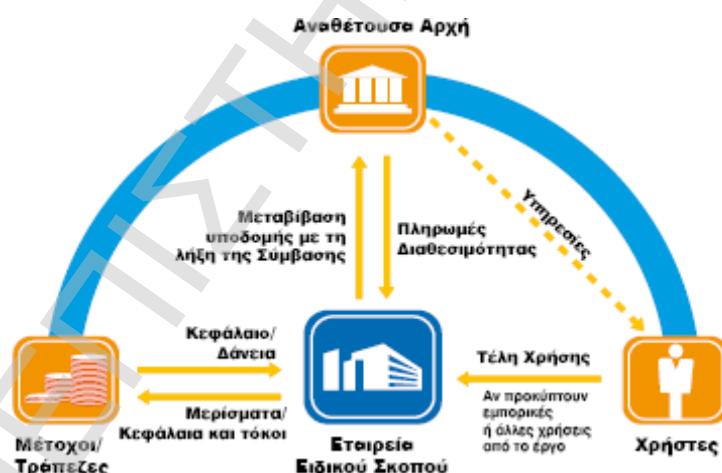 Αναθέτουσα Αρχή
Μεταβίβαση
υποδομής με τη
λήξη της Σύμβασης
Πληρωμές
Διαθεσιμότητας
Υπηρεσίες
Κεφάλαιο/
Δάνεια
Μερίσματα/
Κεφάλαια και τόκοι
Τέλη Χρήσης
Αν προκύπτουν
εμπορικές
ή άλλες χρήσεις
από το έργο
Μέτοχοι/
Τράπεζες
Εταιρεία
Ειδικού Σκοπού
Χρήστες